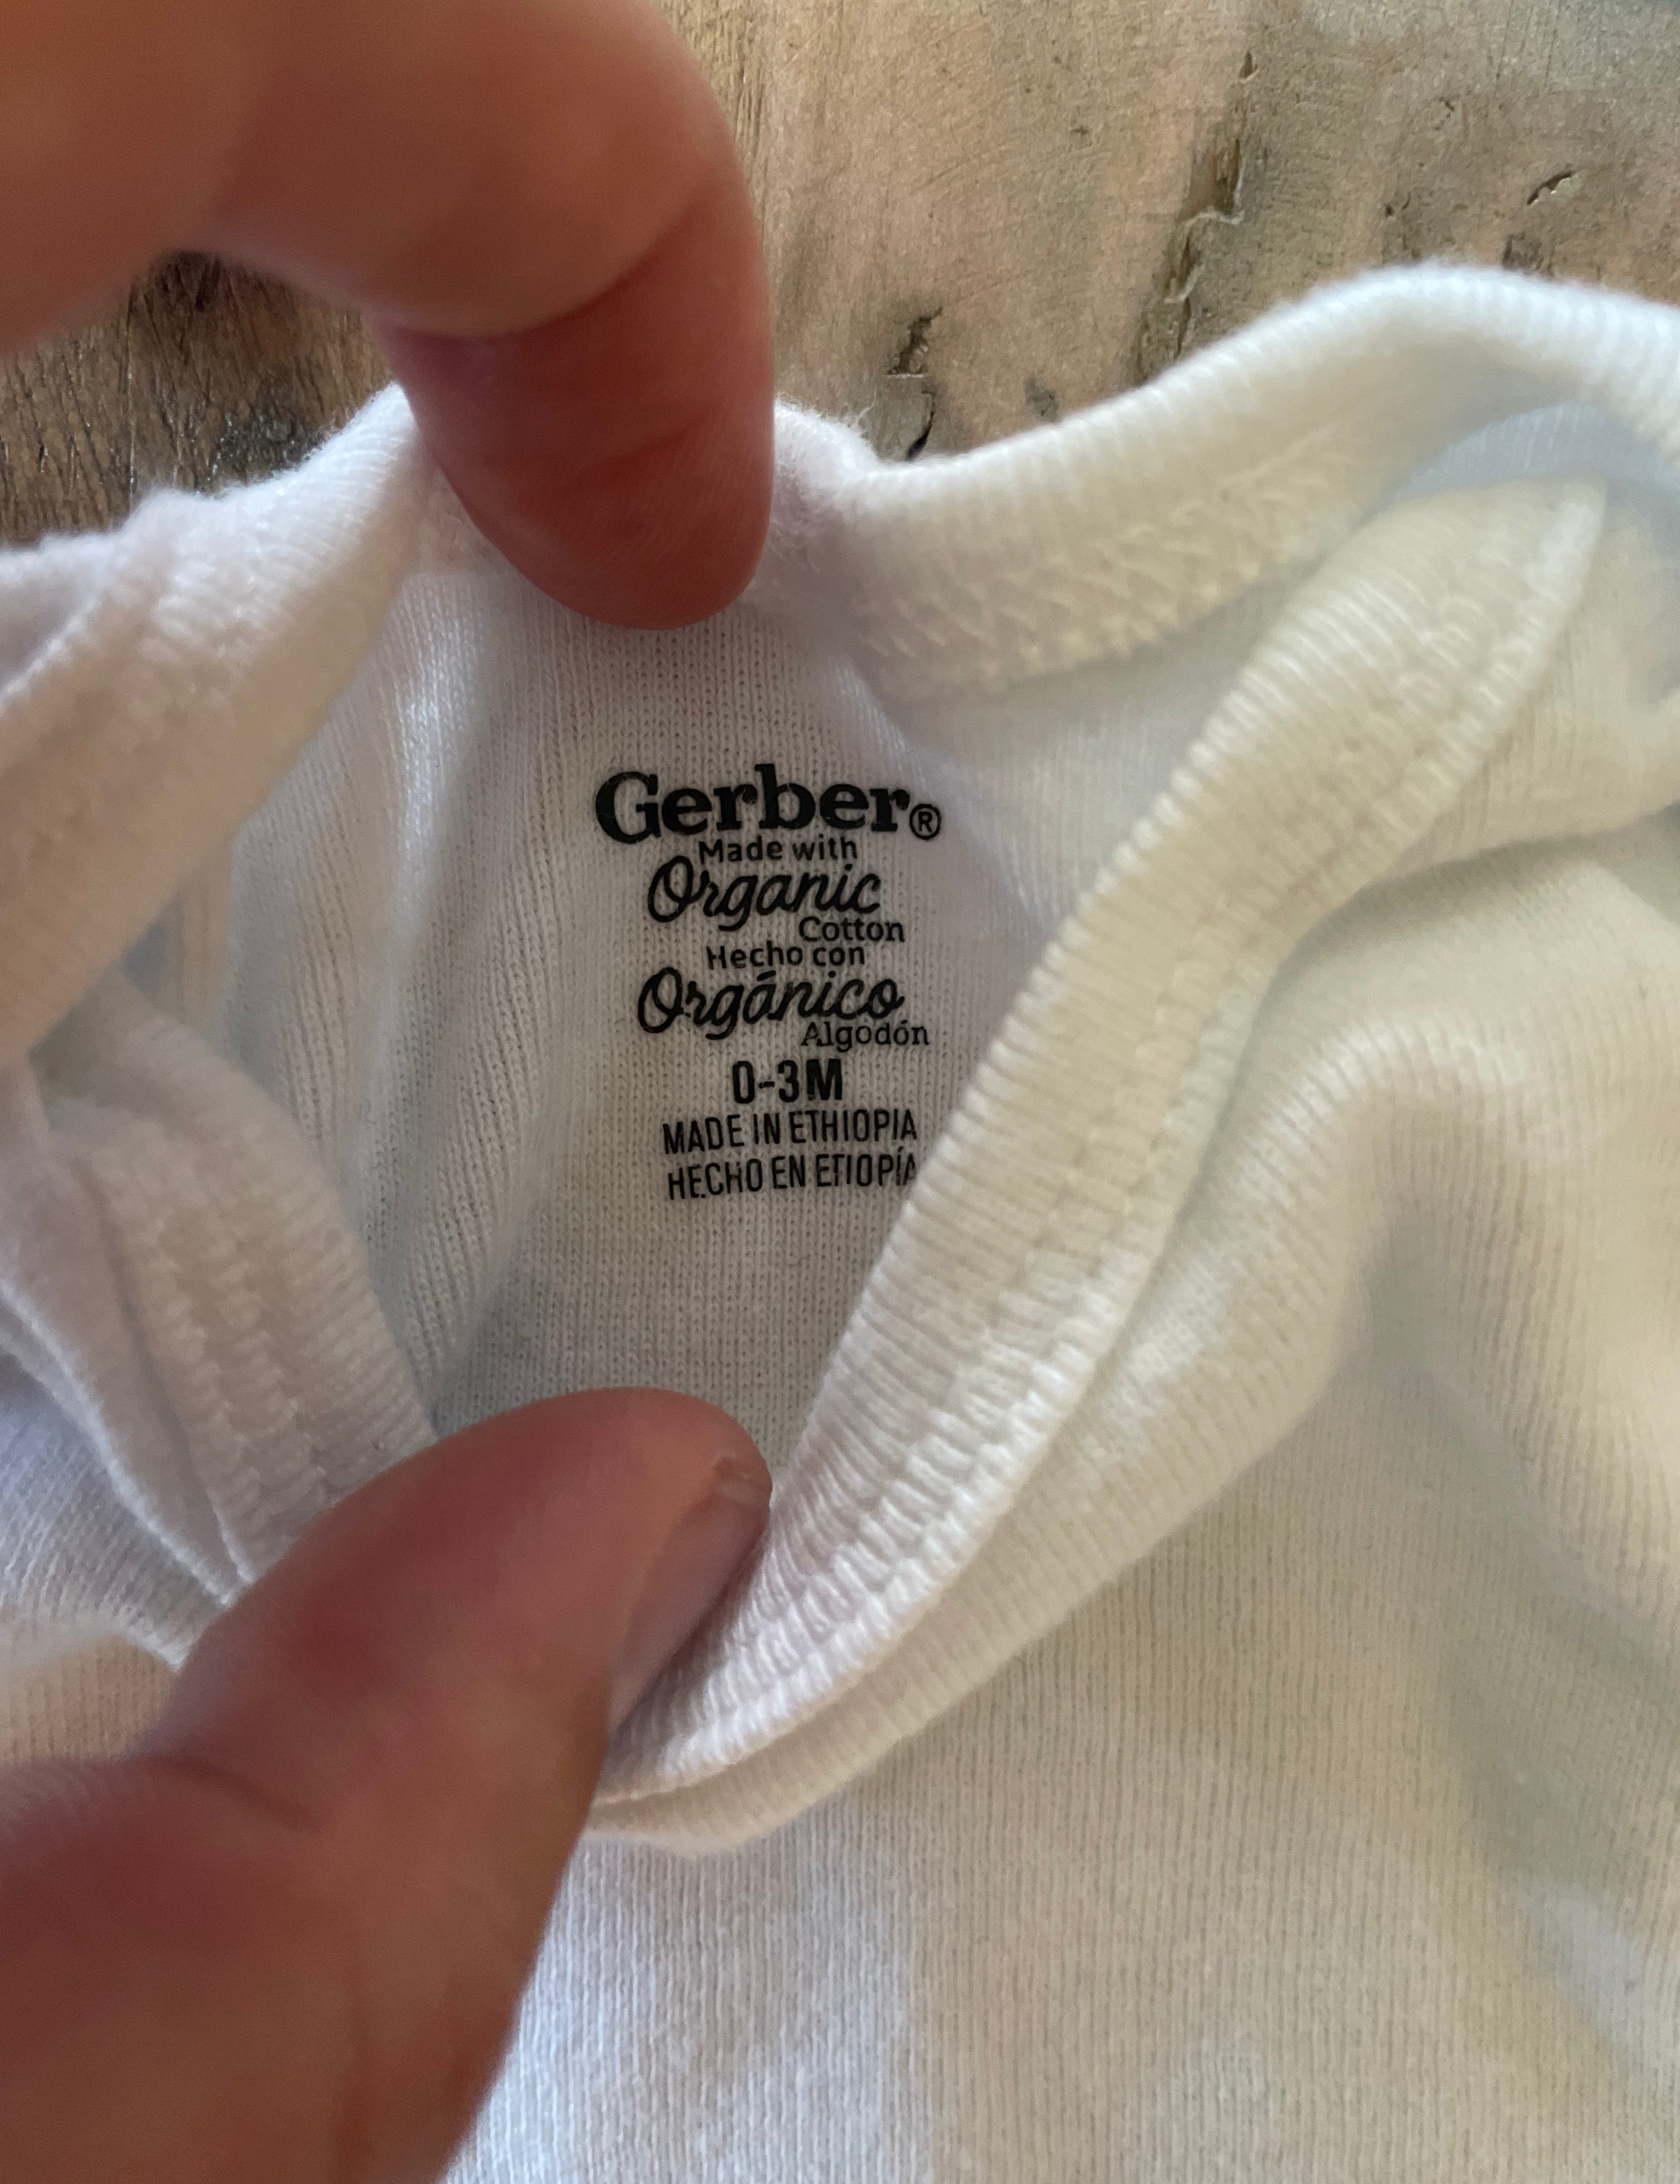 Gerber®
Made with
Organic
Cotton
Hecho con
Orgánico
Algodón
0-3M
MADE IN ETHIOPIA
HECHO EN ETIOPÍA